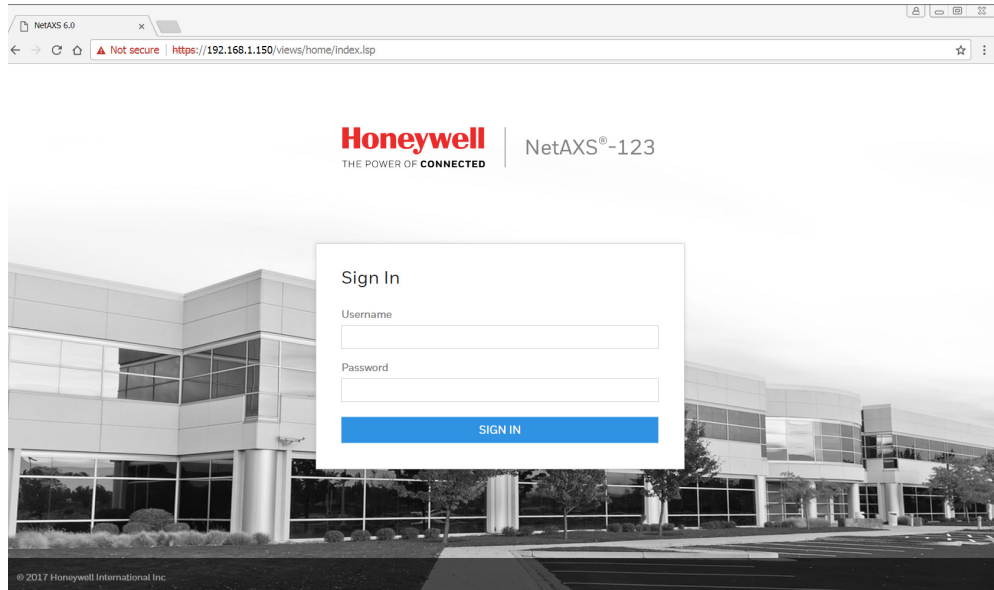 NetAXS 6.0
Not secure https://192.168.1.150/views/home/index.lsp
Honeywell
THE POWER OF CONNECTED
NetAXS®-123
Sign In
Username
Password
SIGN IN
© 2017 Honeywell International Inc